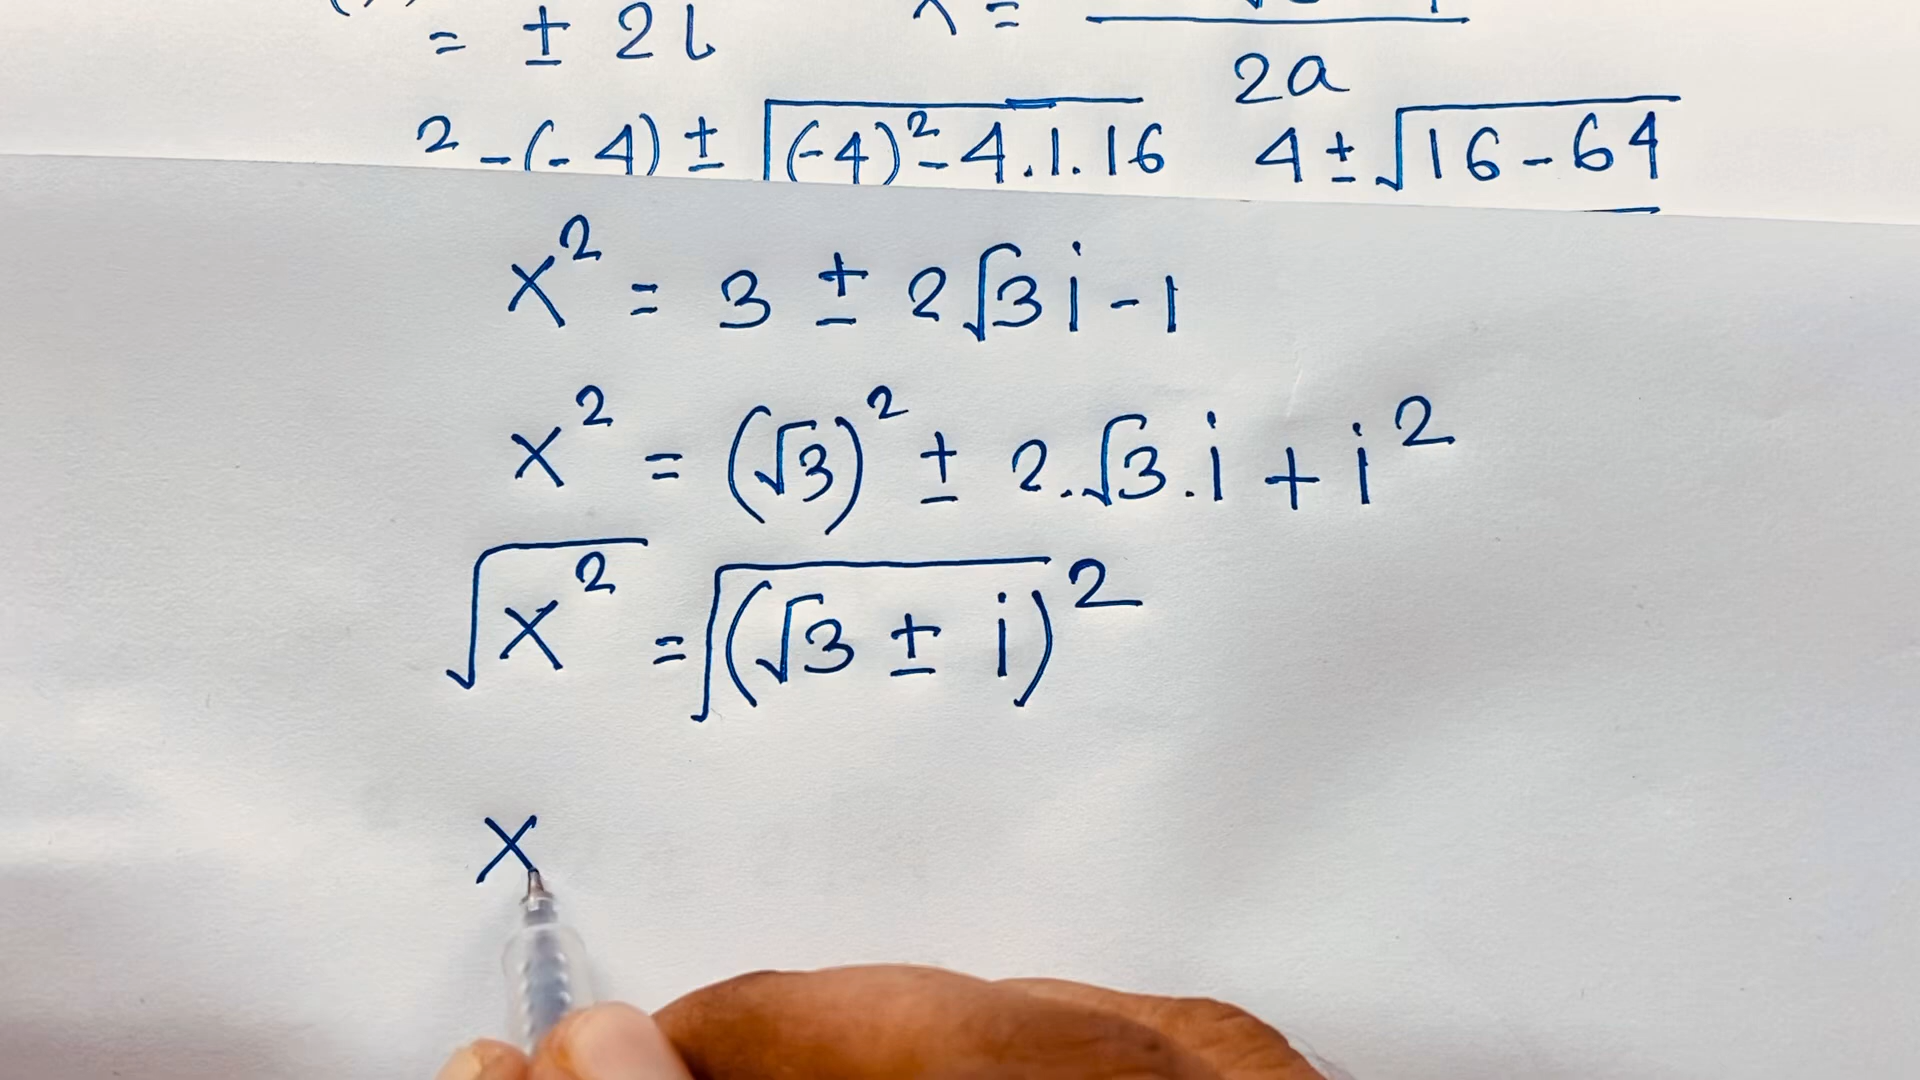 = ± 2i x =
2a
2 -(-4) ± √(-4)² - 4.1.16 4 ± √16 - 64
x² = 3 ± 2√3 i - 1
x² = (√3)² ± 2.√3.i + i²
√x² = √(√3 ± i)²
x